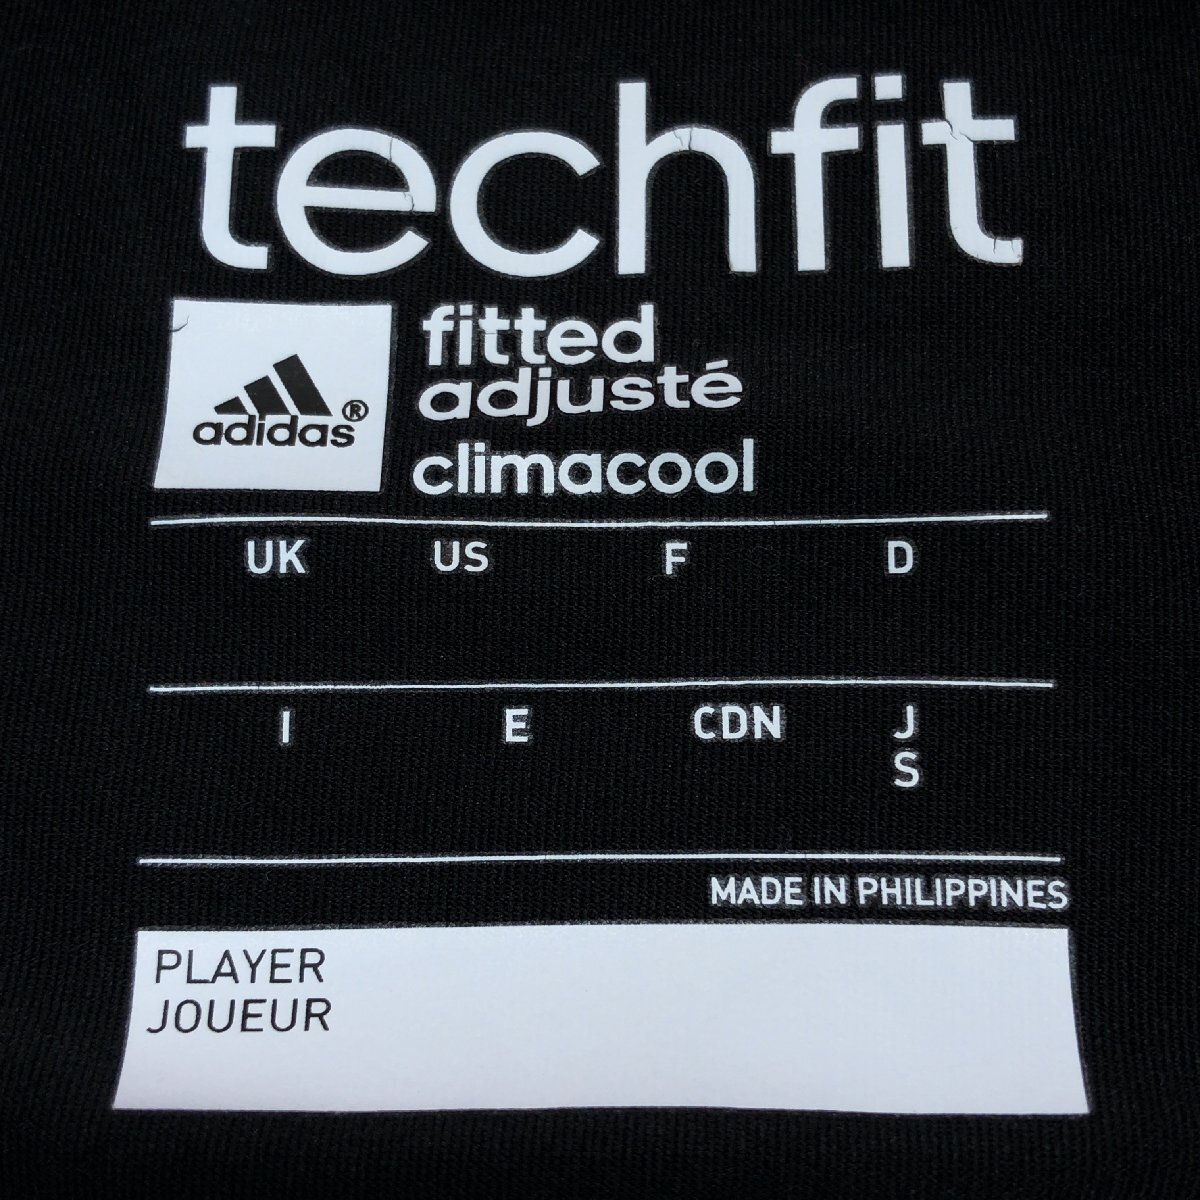 techfit
adidas®
fitted
adjusté
climacool
UK US F D
I E CDN J
S
MADE IN PHILIPPINES
PLAYER
JOUEUR